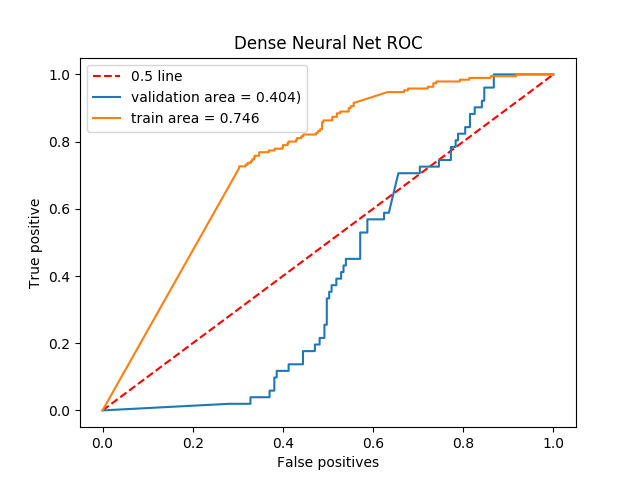 Dense Neural Net ROC
0.5 line
validation area = 0.404)
train area = 0.746
True positive
1.0
0.8
0.6
0.4
0.2
0.0
0.0 0.2 0.4 0.6 0.8 1.0
False positives